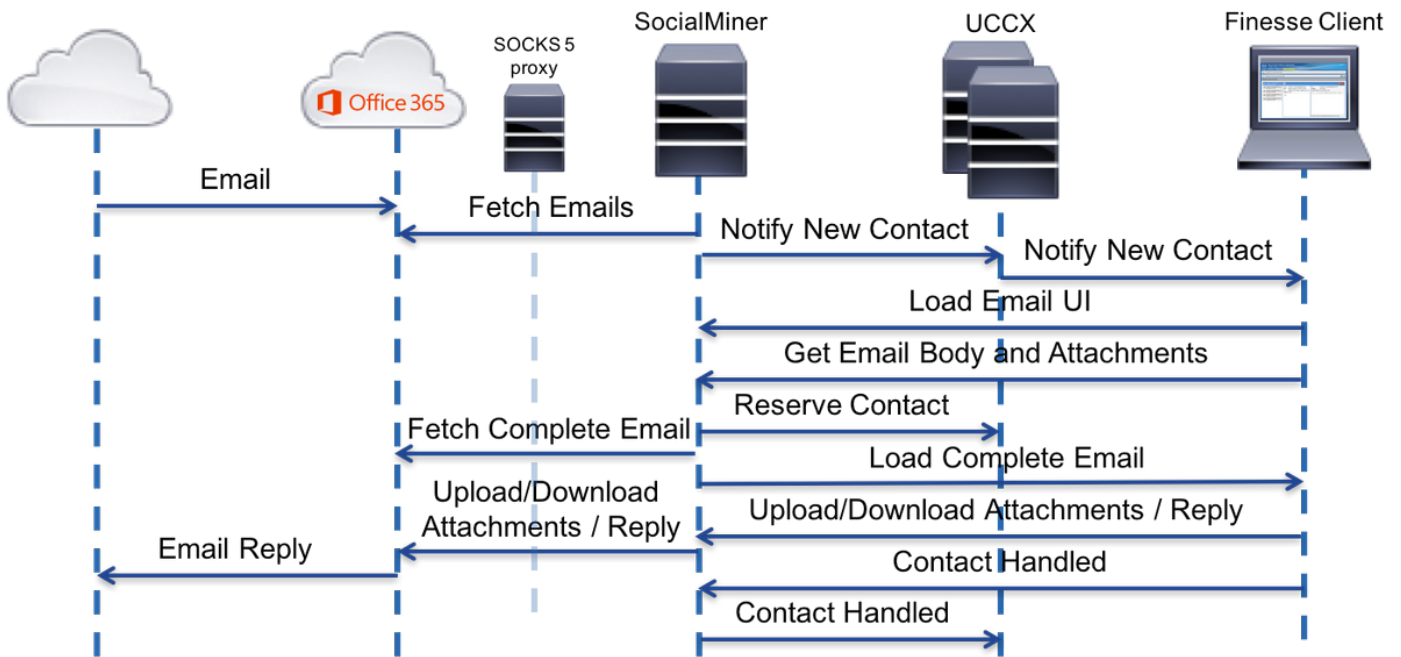 SocialMiner
UCCX
Finesse Client
SOCKS 5
proxy
Office 365
Email
Fetch Emails
Notify New Contact
Notify New Contact
Load Email UI
Get Email Body and Attachments
Reserve Contact
Fetch Complete Email
Load Complete Email
Upload/Download
Attachments / Reply
Upload/Download Attachments / Reply
Email Reply
Contact Handled
Contact Handled